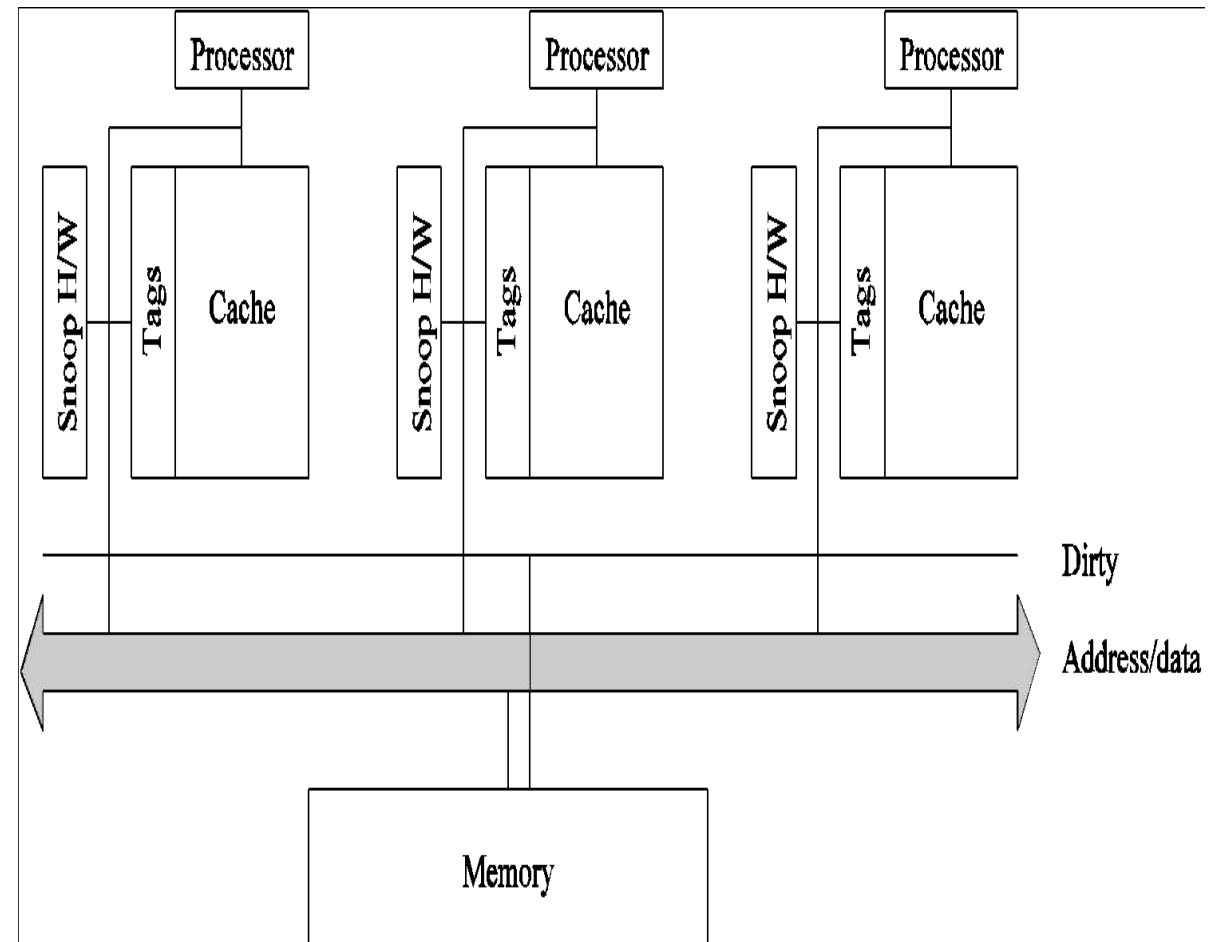 Processor
Processor
Processor
Snoop H/W
Tags
Cache
Snoop H/W
Tags
Cache
Snoop H/W
Tags
Cache
Dirty
Address/data
Memory